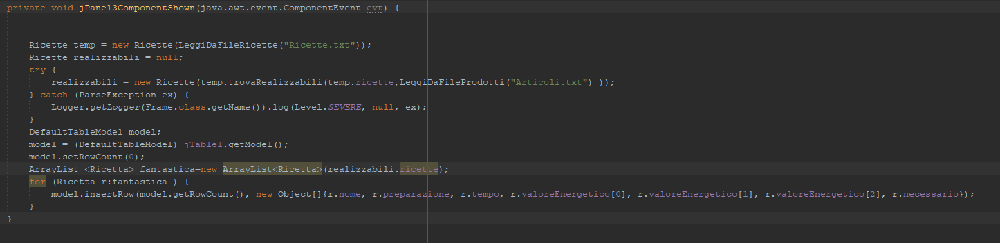 private void jPanel3ComponentShown(java.awt.event.ComponentEvent evt) {
Ricette temp = new Ricette(LeggiDaFileRicette("Ricette.txt"));
Ricette realizzabili = null;
try {
realizzabili = new Ricette(temp.trovaRealizzabili(temp.ricette,LeggiDaFileProdotti("Articoli.txt") ));
} catch (ParseException ex) {
Logger.getLogger(Frame.class.getName()).log(Level.SEVERE, null, ex);
}
DefaultTableModel model;
model = (DefaultTableModel) jTable1.getModel();
model.setRowCount(0);
ArrayList <Ricetta> fantastica=new ArrayList<Ricetta>(realizzabili.ricette);
for (Ricetta r:fantastica ) {
model.insertRow(model.getRowCount(), new Object[]{r.nome, r.preparazione, r.tempo, r.valoreEnergetico[0], r.valoreEnergetico[1], r.valoreEnergetico[2], r.necessario});
}
}